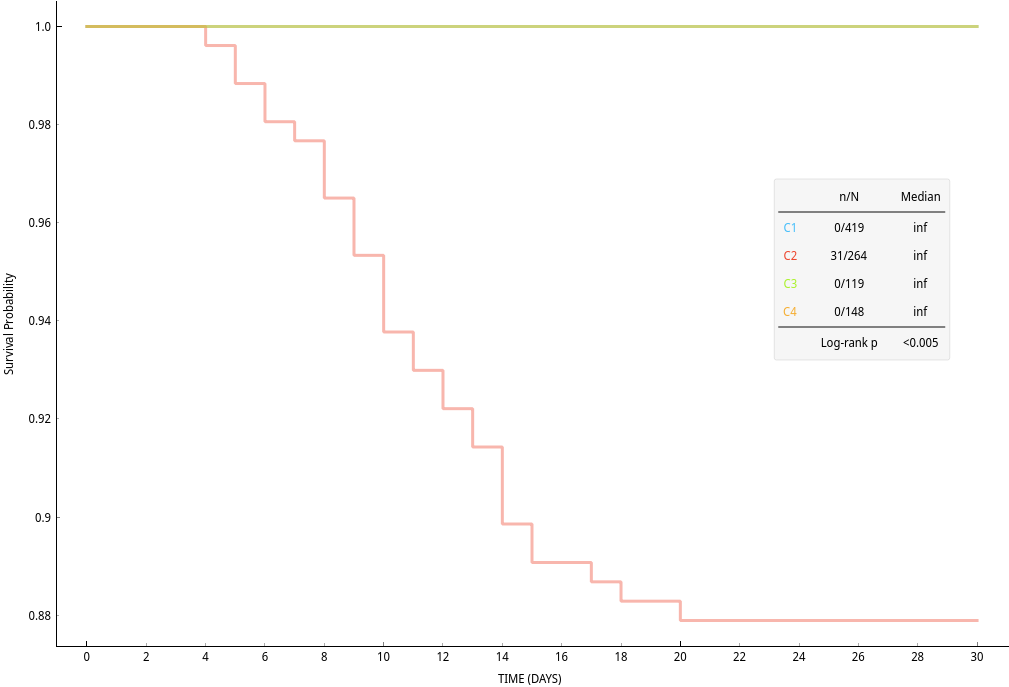 1.0
0.98
0.96
0.94
0.92
0.9
0.88
Survival Probability
n/N Median
C1 0/419 inf
C2 31/264 inf
C3 0/119 inf
C4 0/148 inf
Log-rank p <0.005
0 2 4 6 8 10 12 14 16 18 20 22 24 26 28 30
TIME (DAYS)